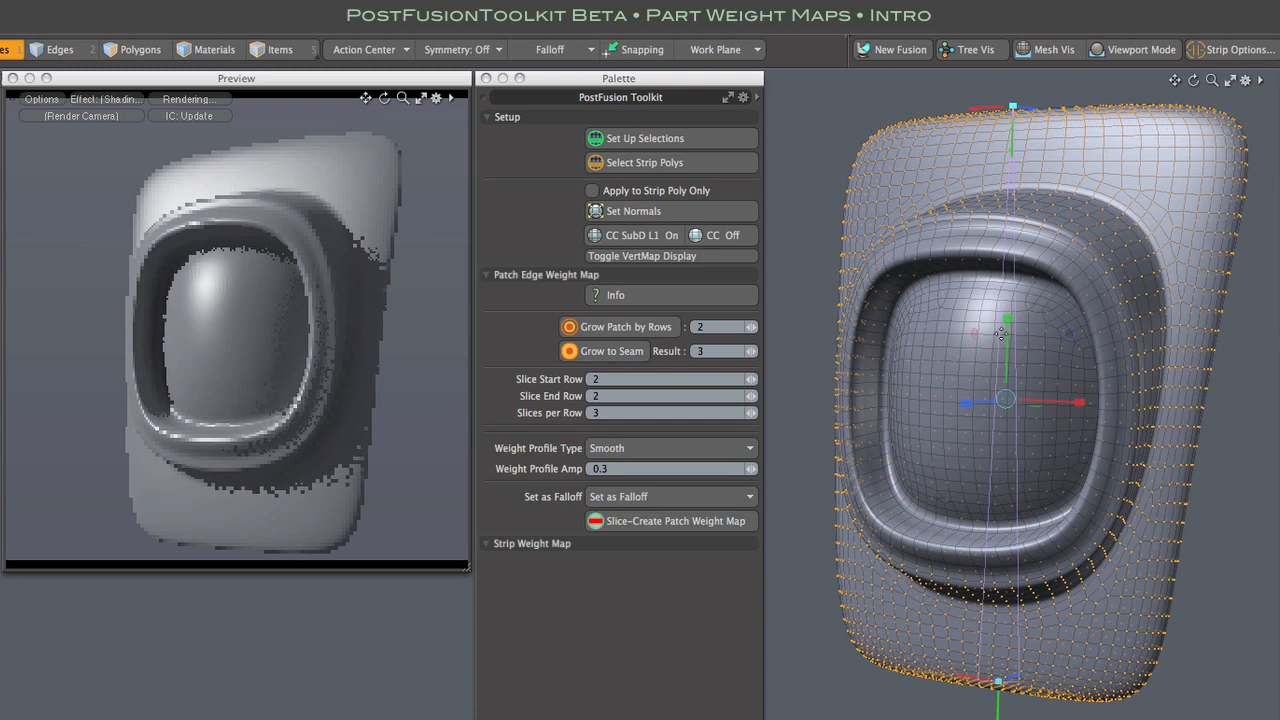 PostFusionToolkit Beta • Part Weight Maps • Intro
es 1 Edges 2 Polygons Materials Items 5 Action Center Symmetry: Off Falloff Snapping Work Plane New Fusion Tree Vis Mesh Vis Viewport Mode Strip Options...
Preview
Options Effect: (Shadin... Rendering...
(Render Camera) IC: Update
Palette
PostFusion Toolkit
Setup
Set Up Selections
Select Strip Polys
Apply to Strip Poly Only
Set Normals
CC SubD L1 On CC Off
Toggle VertMap Display
Patch Edge Weight Map
? Info
Grow Patch by Rows : 2
Grow to Seam Result : 3
Slice Start Row 2
Slice End Row 2
Slices per Row 3
Weight Profile Type Smooth
Weight Profile Amp 0.3
Set as Falloff Set as Falloff
Slice-Create Patch Weight Map
Strip Weight Map